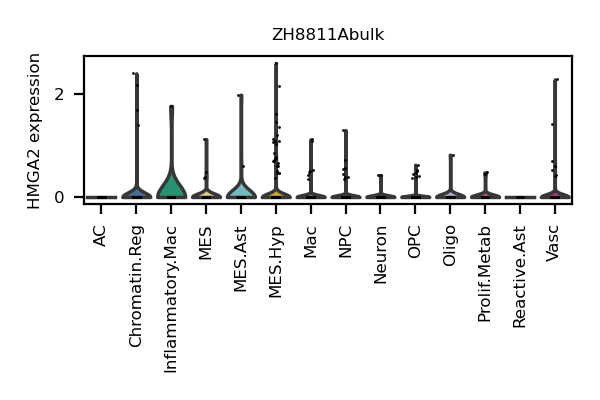 ZH8811Abulk
HMGA2 expression
2
0
AC
Chromatin.Reg
Inflammatory.Mac
MES
MES.Ast
MES.Hyp
Mac
NPC
Neuron
OPC
Oligo
Prolif.Metab
Reactive.Ast
Vasc